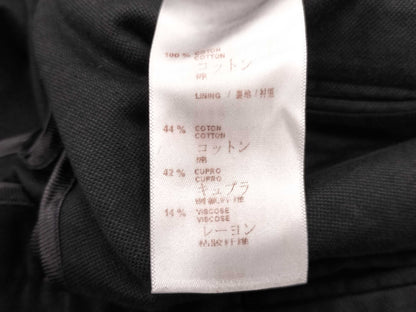 100 % COTON
COTTON
コットン
棉
LINING / 裏地 / 衬里
44 % COTON
COTTON
コットン
棉
42 % CUPRO
CUPRO
キュプラ
铜氨纤维
14 % VISCOSE
VISCOSE
レーヨン
粘胶纤维